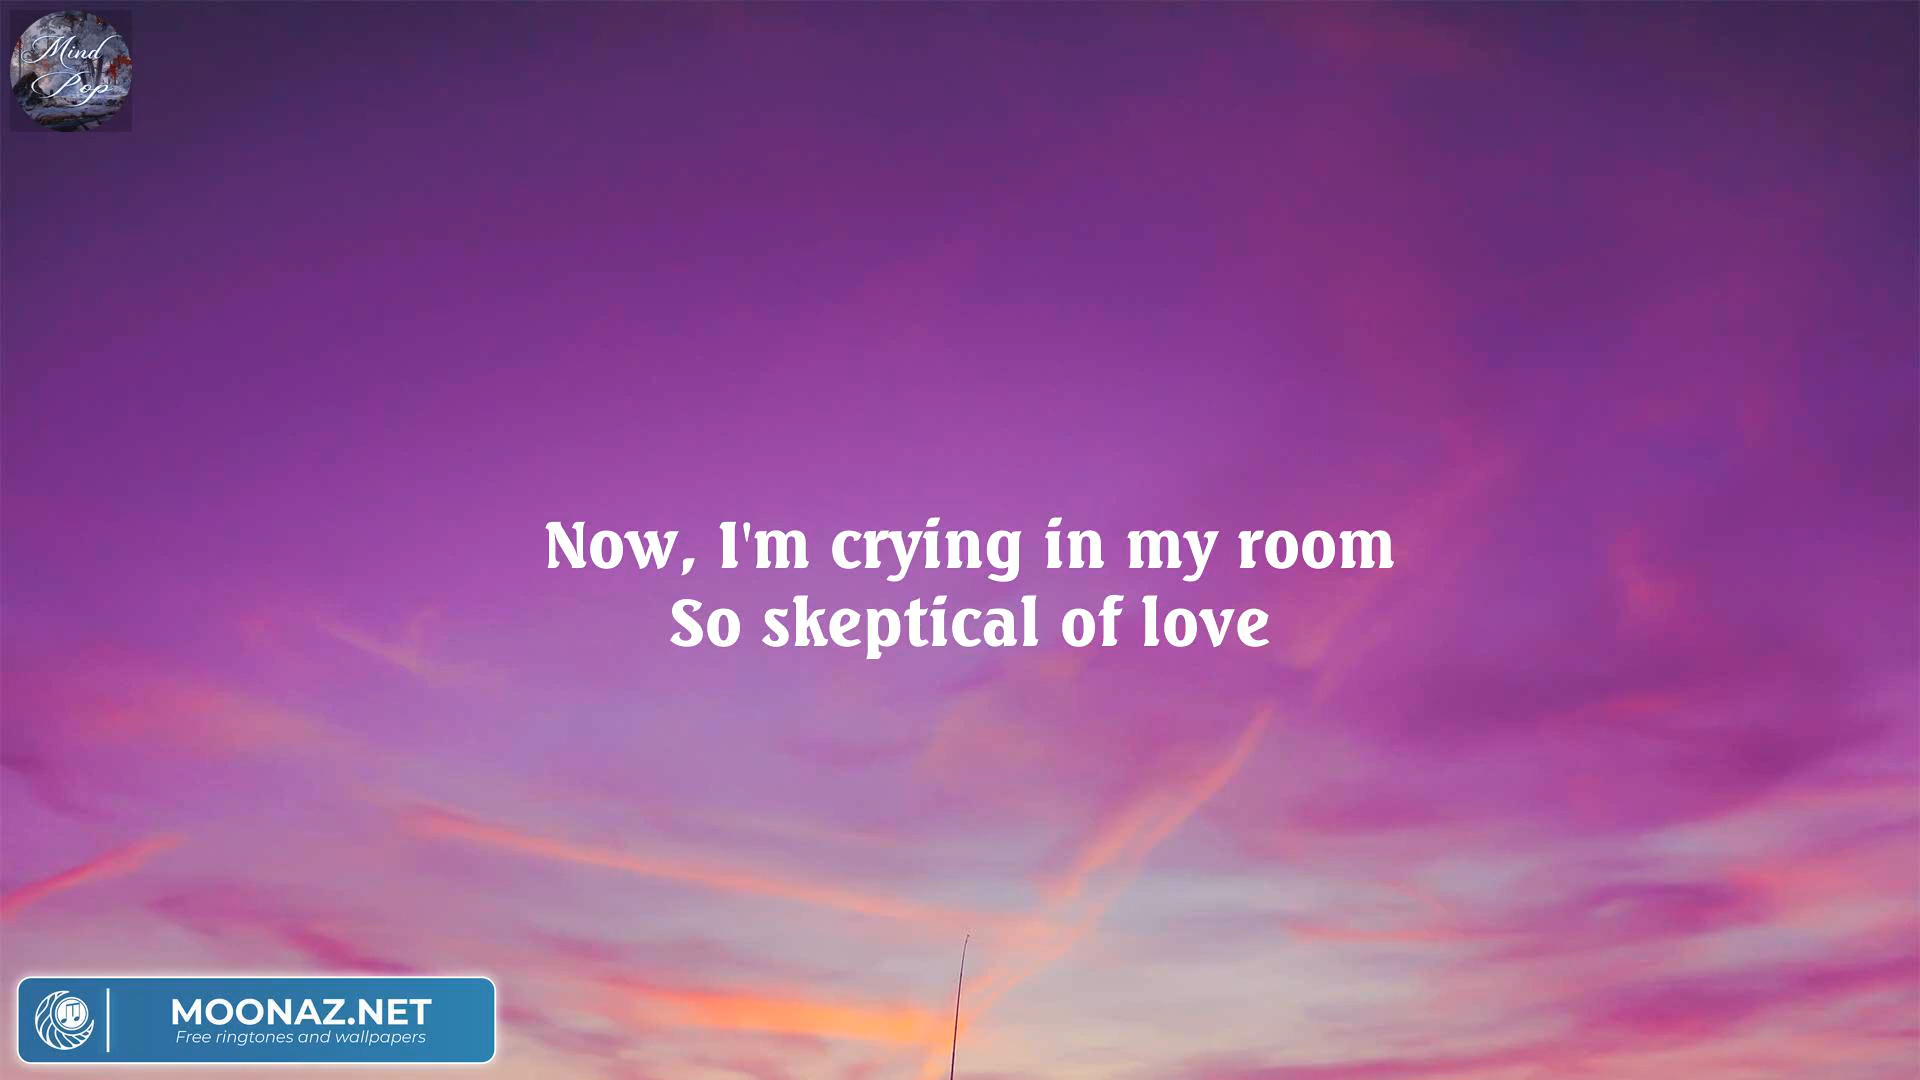 Mind
Pop
Now, I'm crying in my room
So skeptical of love
MOONAZ.NET
Free ringtones and wallpapers